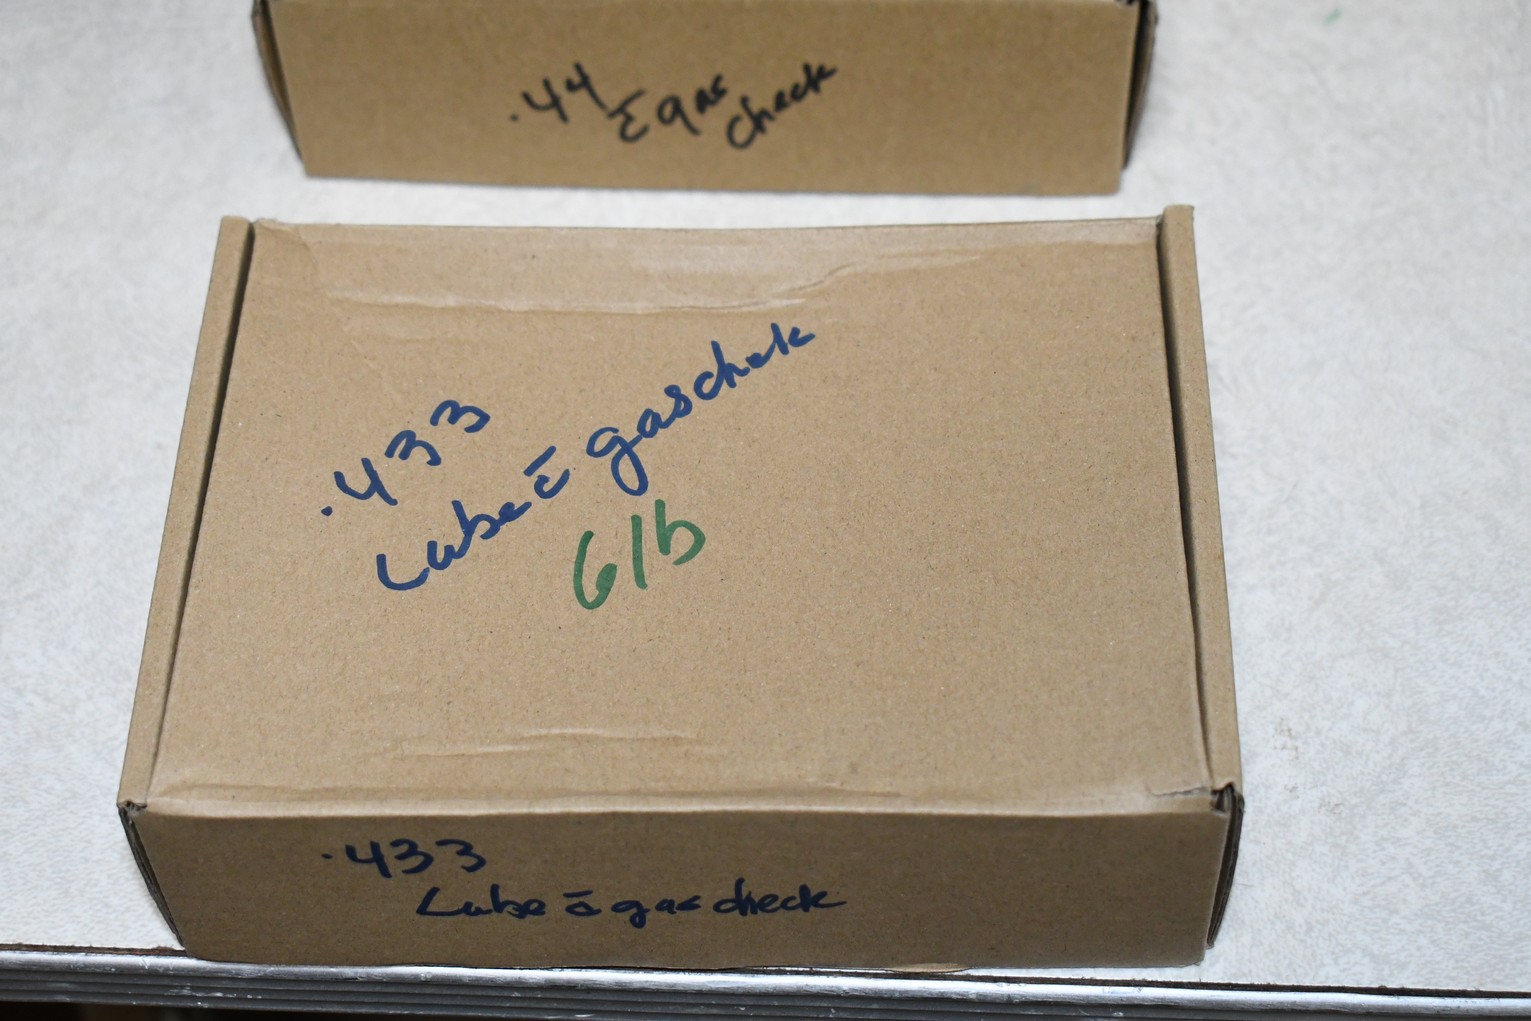 .44
c̄ gas
check
.433
Lube c̄ gaschek
6lb
.433
Lube c̄ gas check